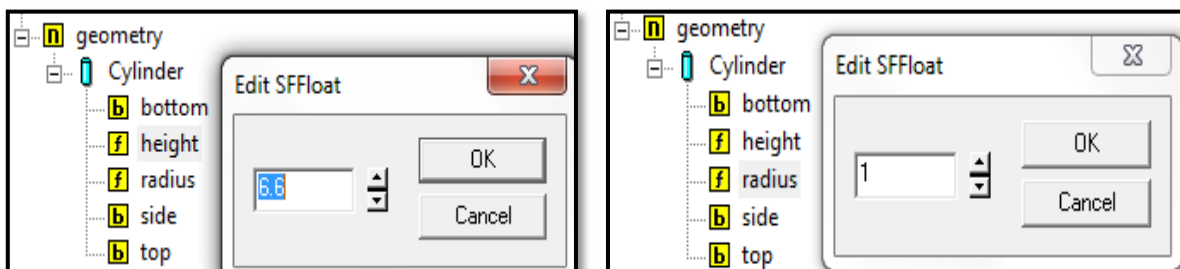 n geometry
Cylinder
b bottom
f height
f radius
b side
b top
Edit SFFloat
6.6
OK
Cancel
n geometry
Cylinder
b bottom
f height
f radius
b side
b top
Edit SFFloat
1
OK
Cancel